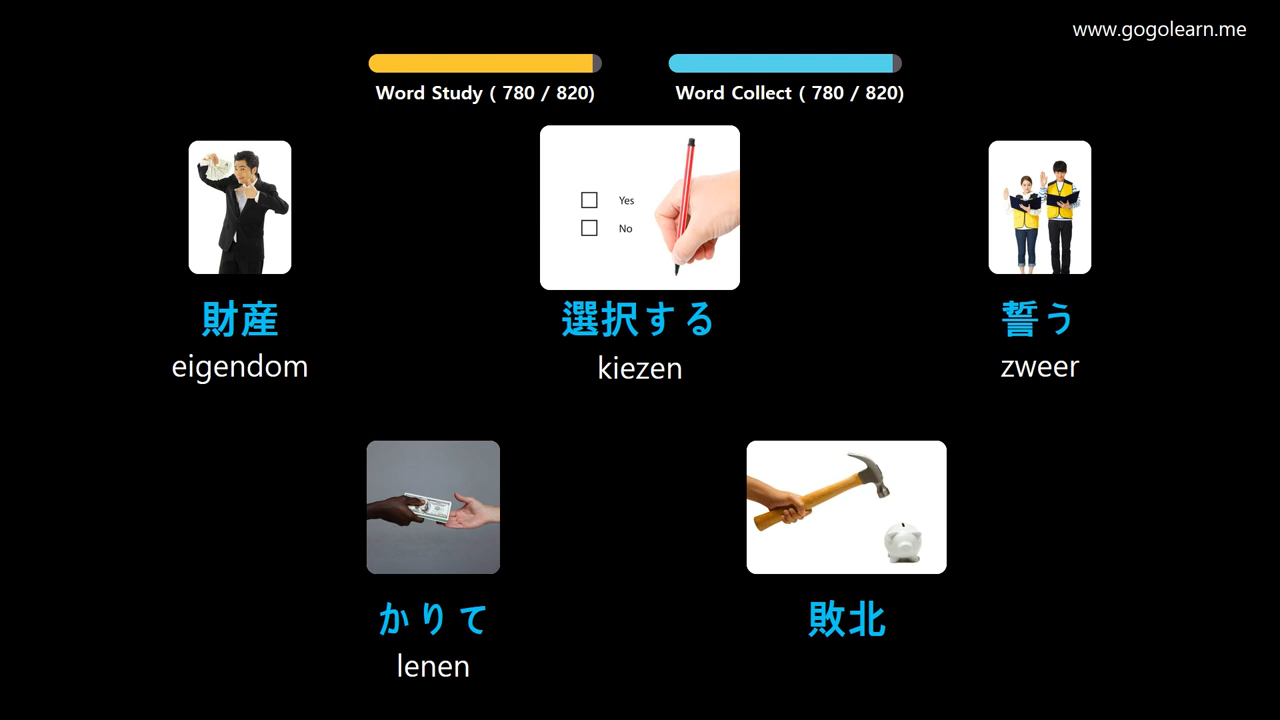 www.gogolearn.me
Word Study ( 780 / 820)
Word Collect ( 780 / 820)
Yes
No
財産
eigendom
選択する
kiezen
誓う
zweer
かりて
lenen
敗北